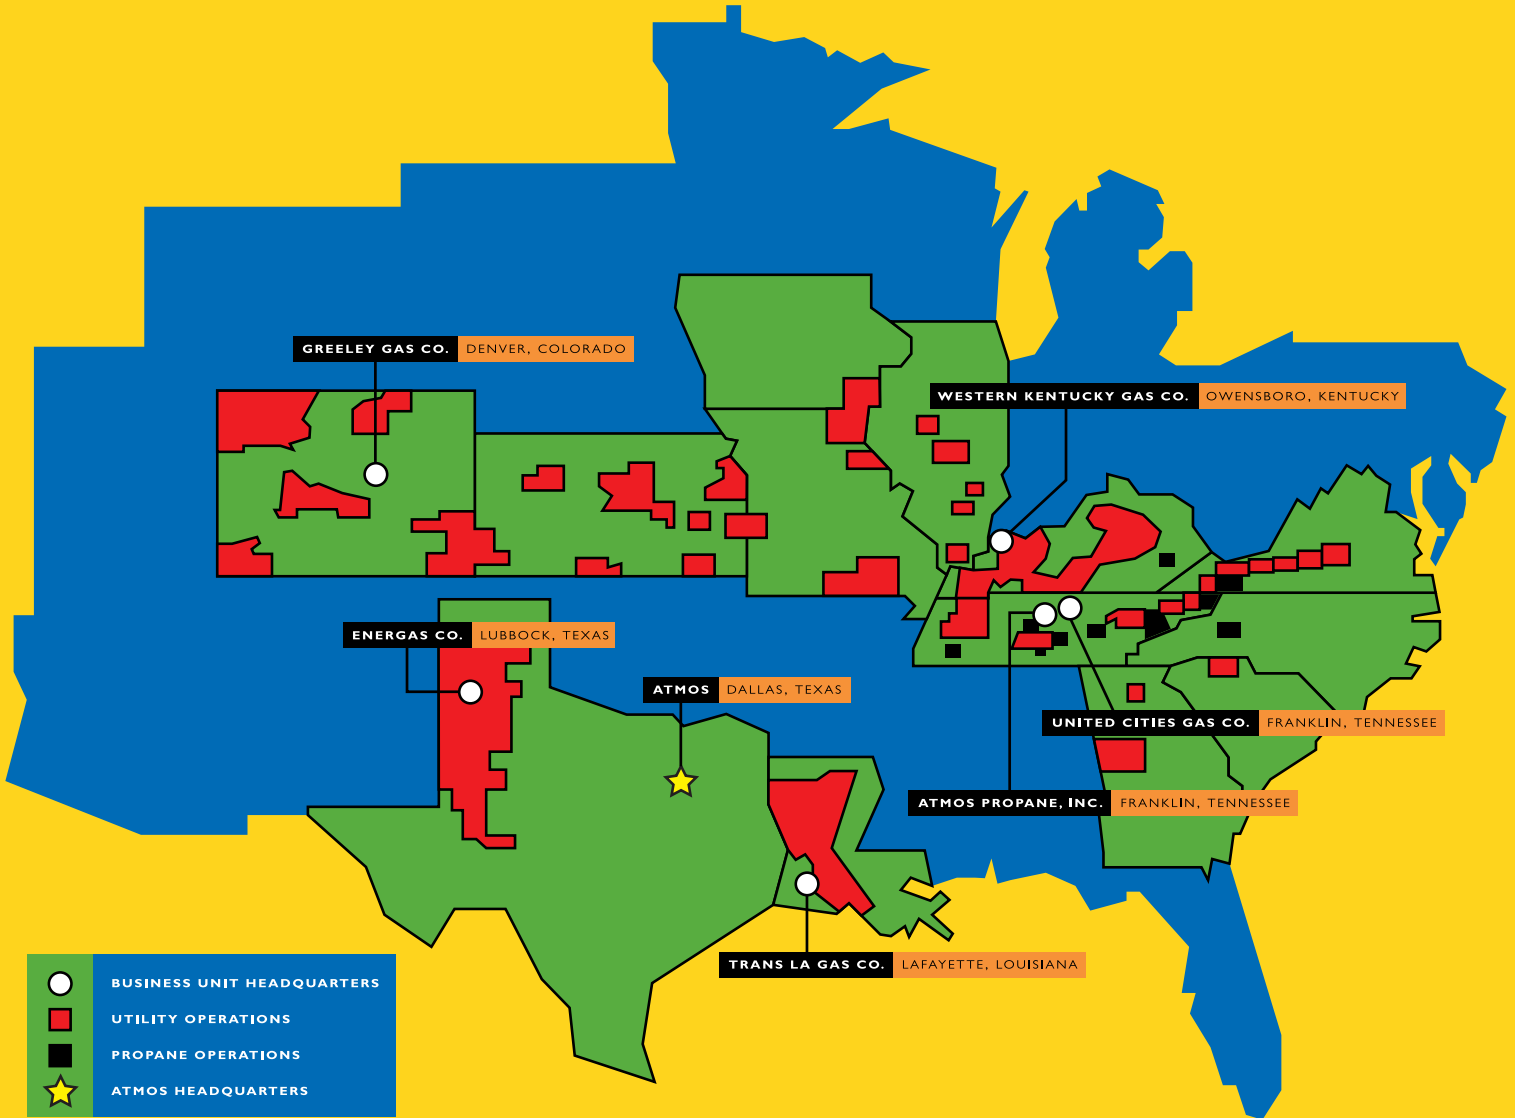 GREELEY GAS CO. DENVER, COLORADO
WESTERN KENTUCKY GAS CO. OWENSBORO, KENTUCKY
ENERGAS CO. LUBBOCK, TEXAS
ATMOS DALLAS, TEXAS
UNITED CITIES GAS CO. FRANKLIN, TENNESSEE
ATMOS PROPANE, INC. FRANKLIN, TENNESSEE
TRANS LA GAS CO. LAFAYETTE, LOUISIANA
BUSINESS UNIT HEADQUARTERS
UTILITY OPERATIONS
PROPANE OPERATIONS
ATMOS HEADQUARTERS